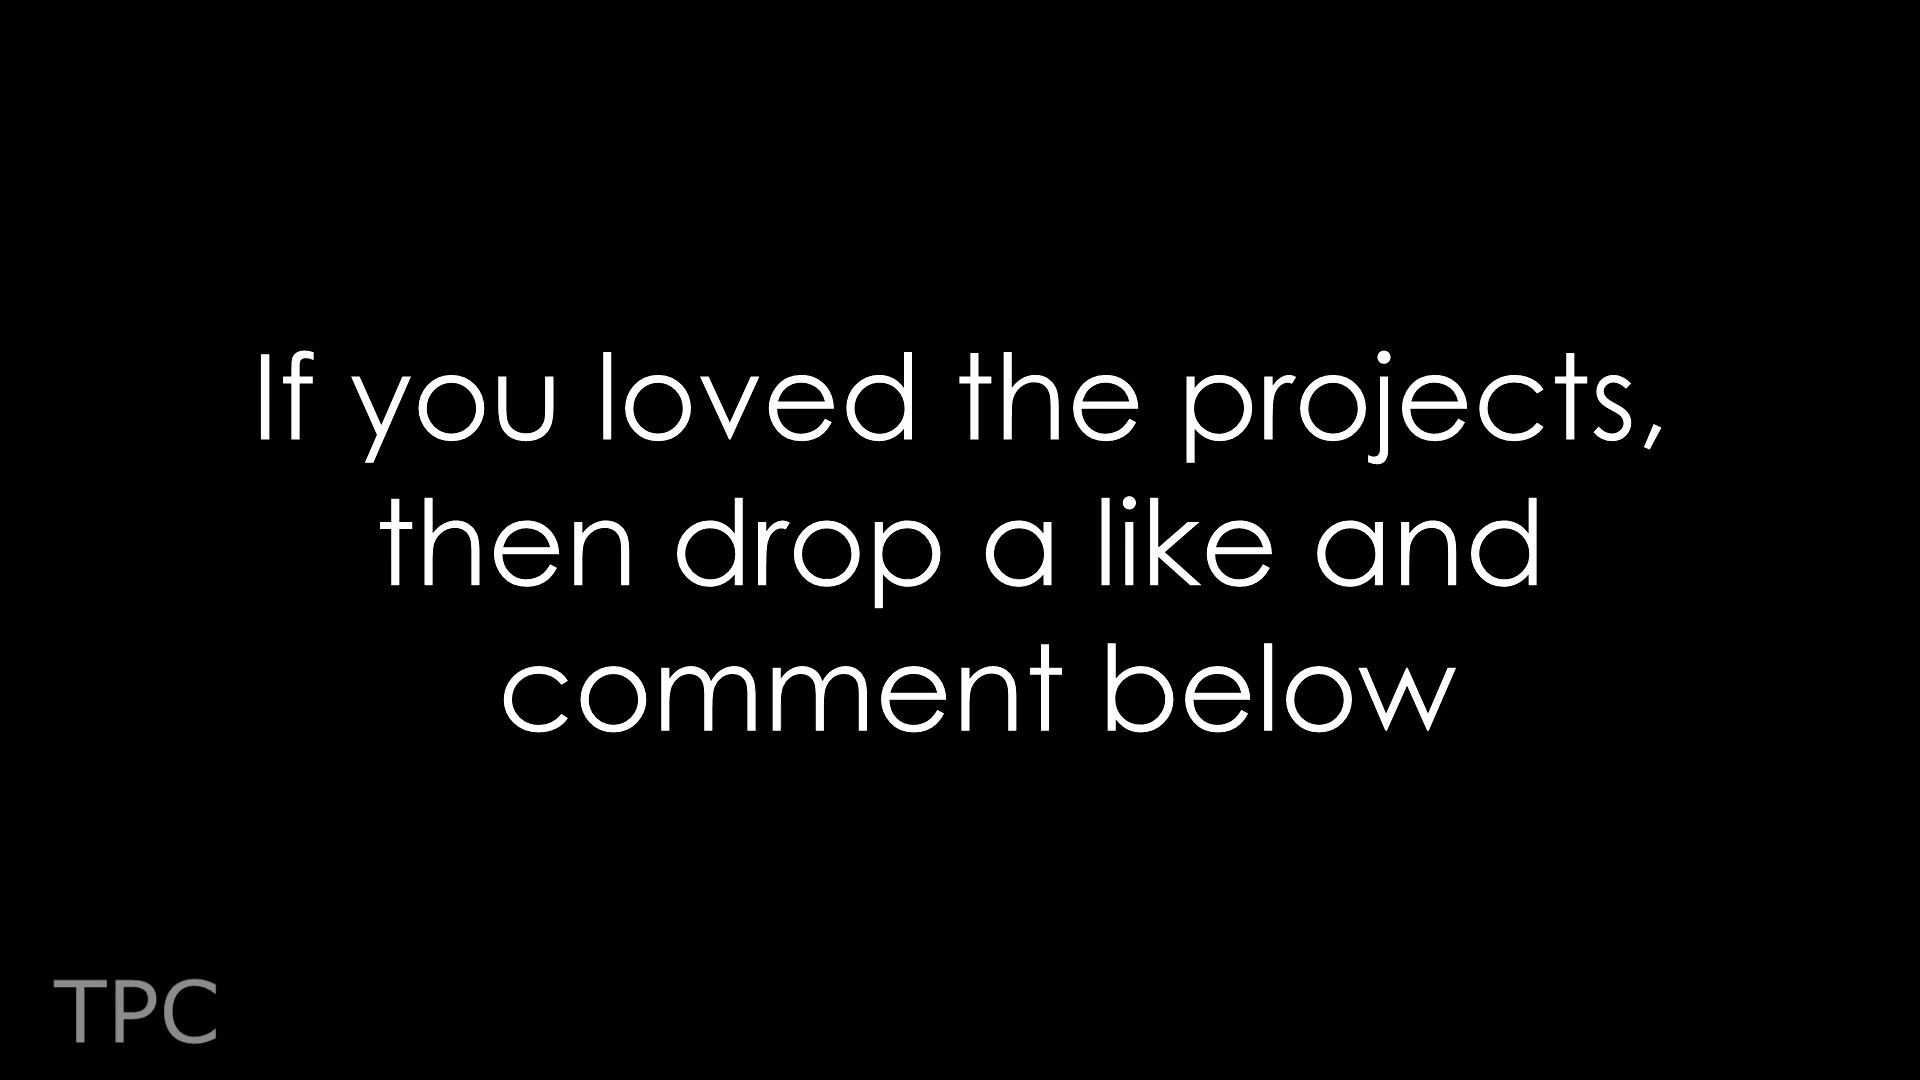 If you loved the projects,
then drop a like and
comment below
TPC